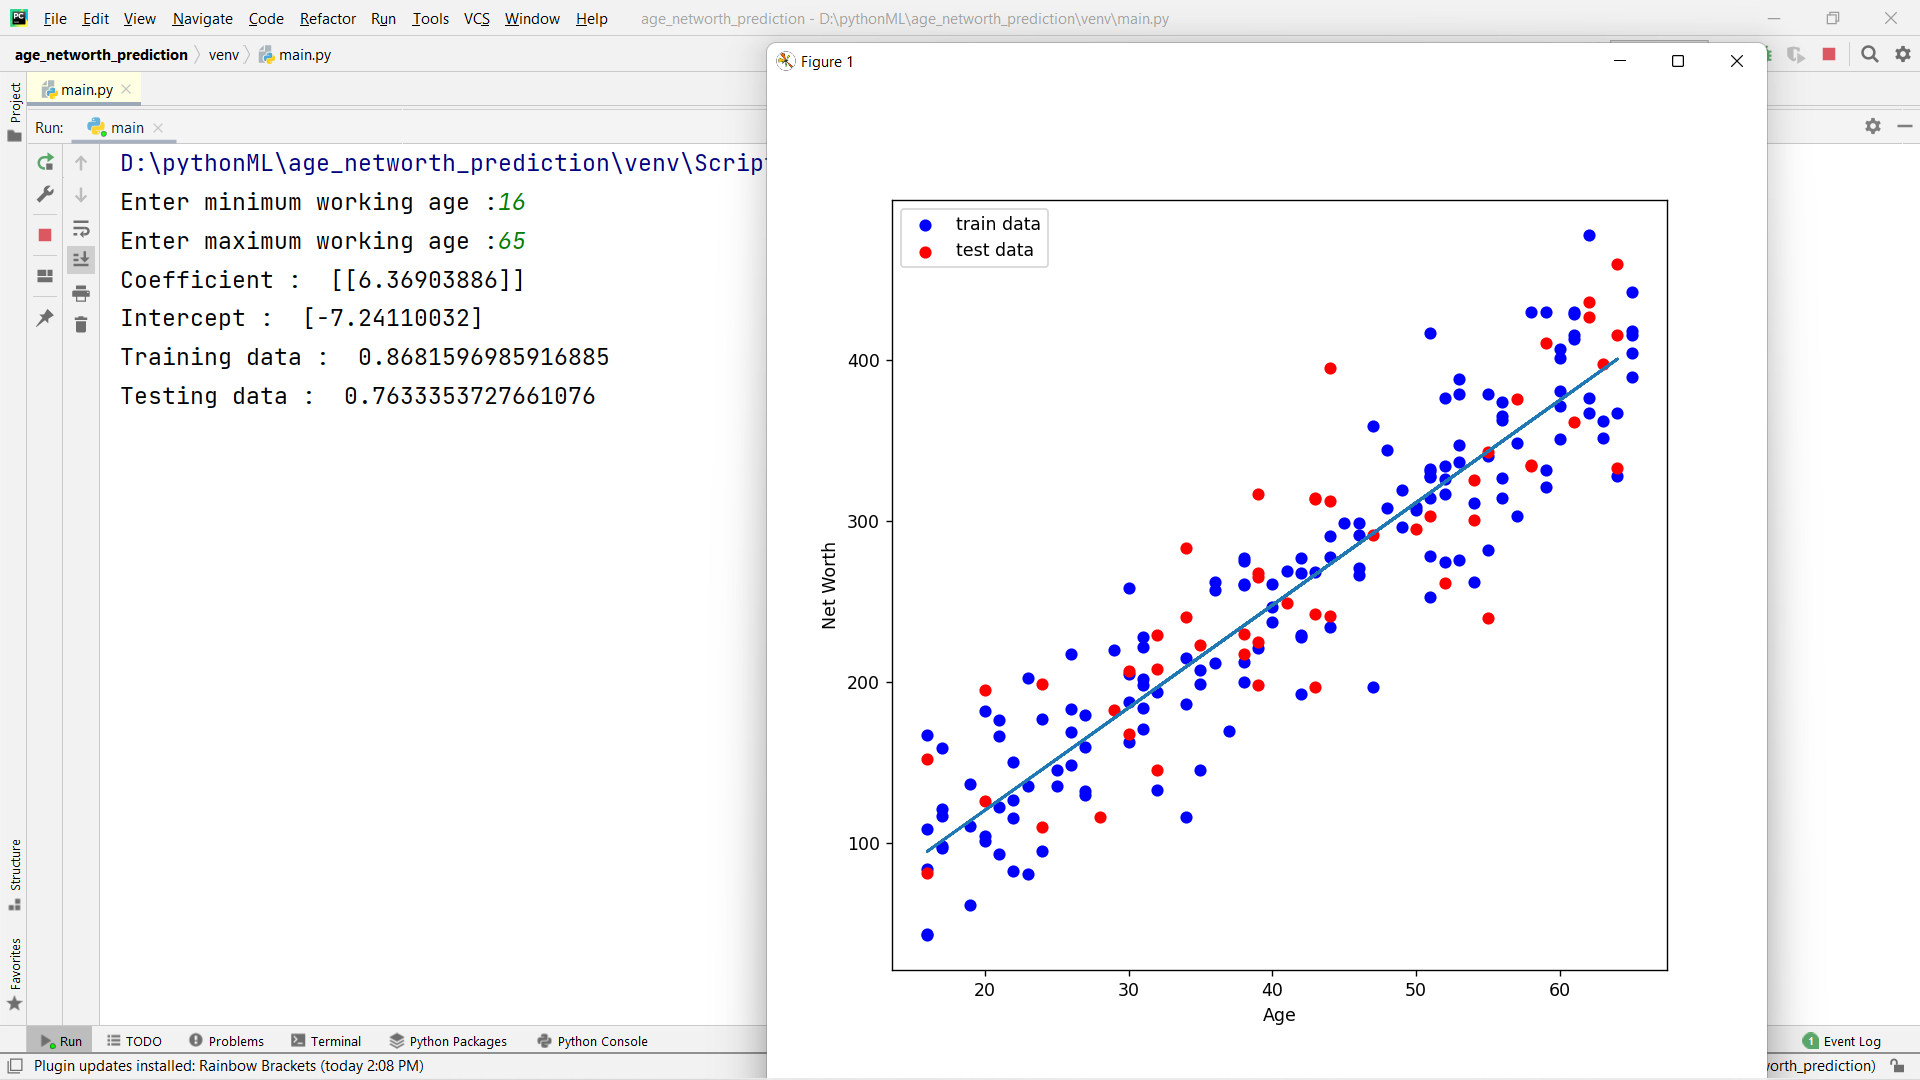 PC
File Edit View Navigate Code Refactor Run Tools VCS Window Help age_networth_prediction - D:\pythonML\age_networth_prediction\venv\main.py
age_networth_prediction venv main.py
Figure 1
main.py
Project
Run: main
D:\pythonML\age_networth_prediction\venv\Scrip
Enter minimum working age :16
Enter maximum working age :65
Coefficient :  [[6.36903886]]
Intercept :  [-7.24110032]
Training data :  0.8681596985916885
Testing data :  0.7633353727661076
train data
test data
400
300
200
100
Net Worth
20 30 40 50 60
Age
Structure
Favorites
Run TODO Problems Terminal Python Packages Python Console 1 Event Log
Plugin updates installed: Rainbow Brackets (today 2:08 PM) orth_prediction)